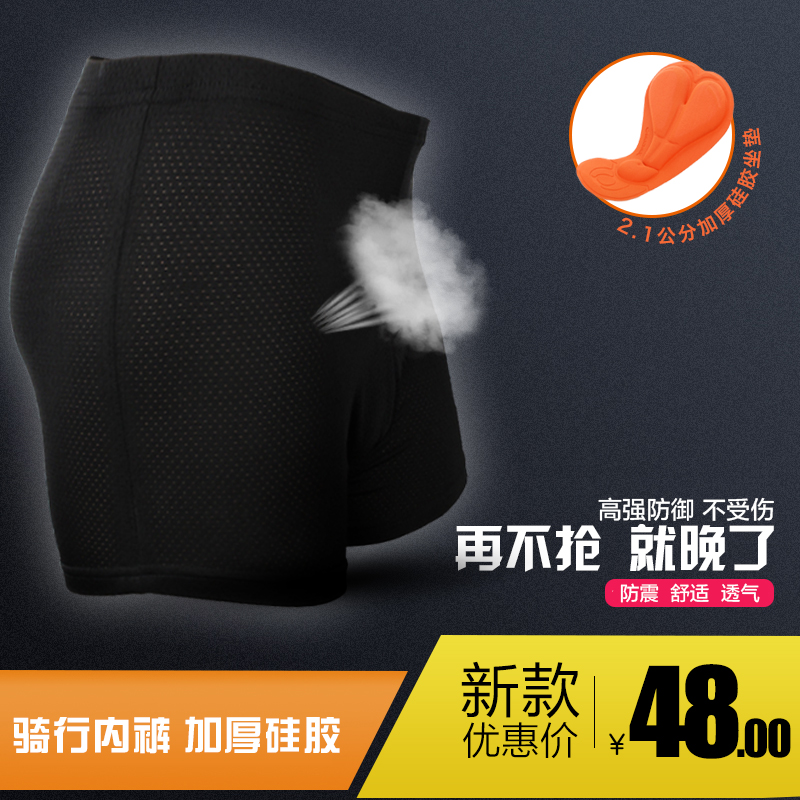 2.1公分加厚硅胶坐垫
高强防御 不受伤
再不抢 就晚了
防震 舒适 透气
骑行内裤 加厚硅胶
新款
优惠价
¥48.00